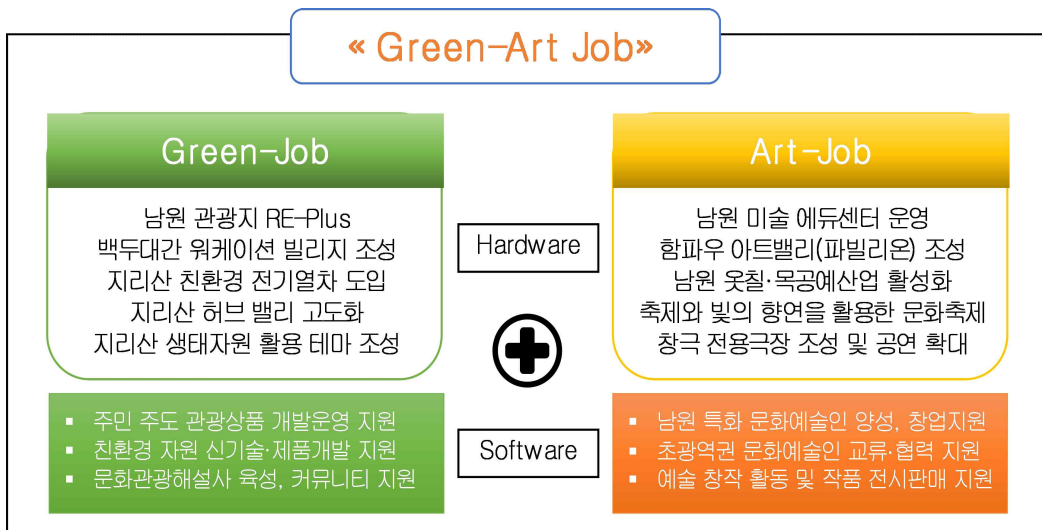 « Green-Art Job»
Green-Job
남원 관광지 RE-Plus
백두대간 워케이션 빌리지 조성
지리산 친환경 전기열차 도입
지리산 허브 밸리 고도화
지리산 생태자원 활용 테마 조성
▪ 주민 주도 관광상품 개발운영 지원
▪ 친환경 자원 신기술·제품개발 지원
▪ 문화관광해설사 육성, 커뮤니티 지원
Hardware
Software
Art-Job
남원 미술 에듀센터 운영
함파우 아트밸리(파빌리온) 조성
남원 옷칠·목공예산업 활성화
축제와 빛의 향연을 활용한 문화축제
창극 전용극장 조성 및 공연 확대
▪ 남원 특화 문화예술인 양성, 창업지원
▪ 초광역권 문화예술인 교류·협력 지원
▪ 예술 창작 활동 및 작품 전시판매 지원